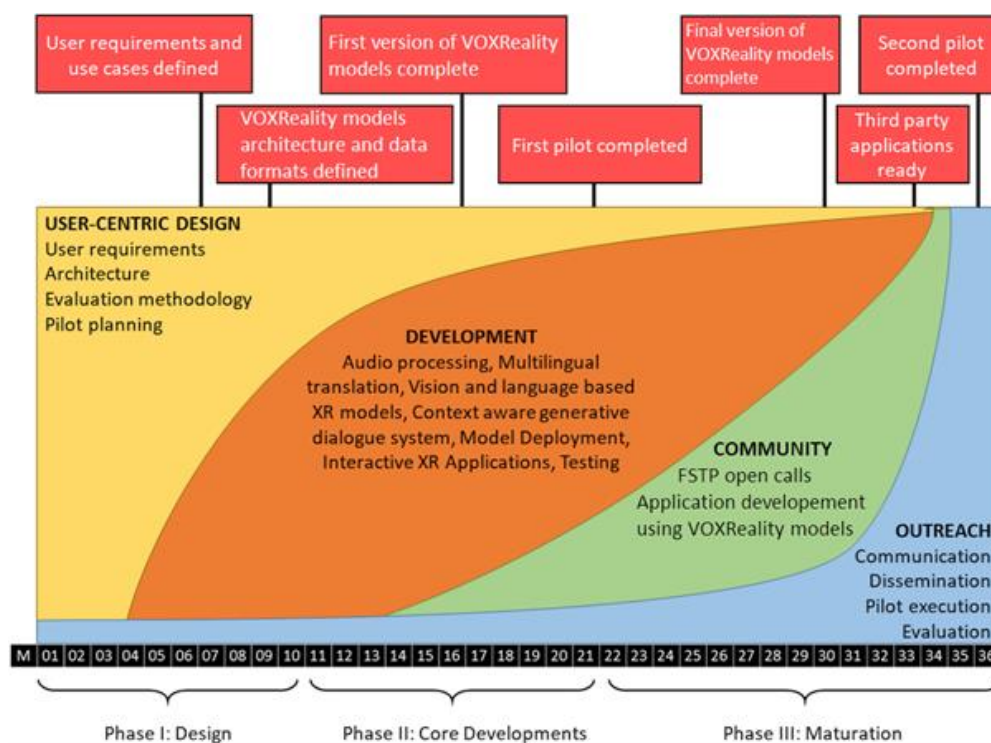 User requirements and
use cases defined
First version of VOXReality
models complete
Final version of
VOXReality models
complete
Second pilot
completed
VOXReality models
architecture and data
formats defined
First pilot completed
Third party
applications
ready
USER-CENTRIC DESIGN
User requirements
Architecture
Evaluation methodology
Pilot planning
DEVELOPMENT
Audio processing, Multilingual
translation, Vision and language based
XR models, Context aware generative
dialogue system, Model Deployment,
Interactive XR Applications, Testing
COMMUNITY
FSTP open calls
Application developement
using VOXReality models
OUTREACH
Communication
Dissemination
Pilot execution
Evaluation
M 01 02 03 04 05 06 07 08 09 10 11 12 13 14 15 16 17 18 19 20 21 22 23 24 25 26 27 28 29 30 31 32 33 34 35 36
Phase I: Design
Phase II: Core Developments
Phase III: Maturation